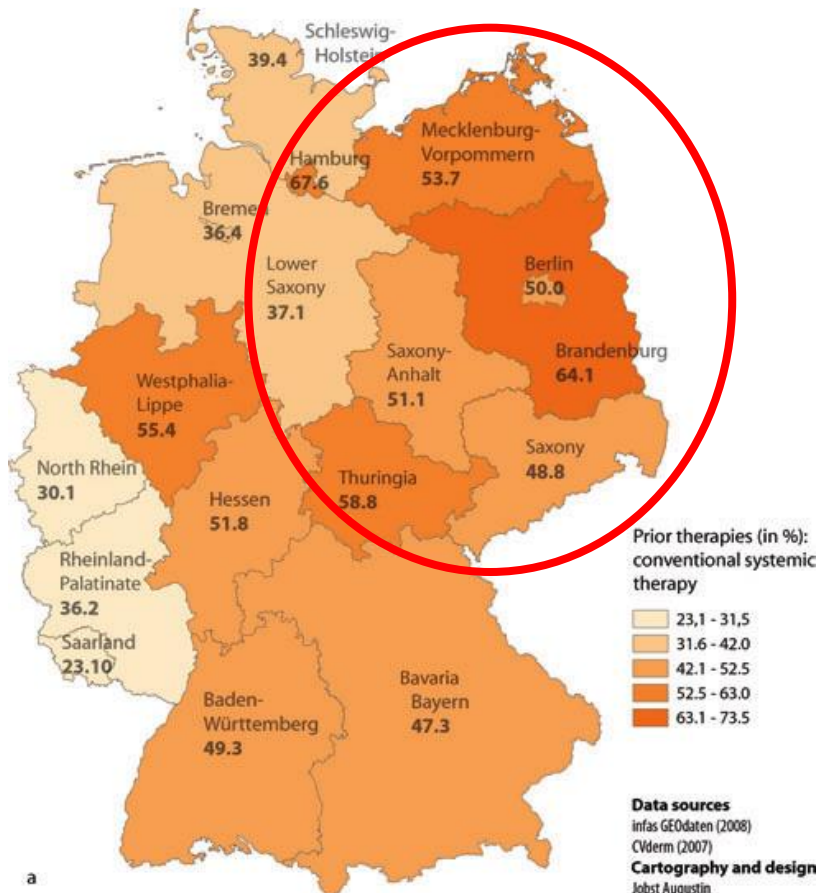 Schleswig-
Holstein
39.4
Mecklenburg-
Vorpommern
53.7
Hamburg
67.6
Bremen
36.4
Lower
Saxony
37.1
Berlin
50.0
Brandenburg
64.1
Saxony-
Anhalt
51.1
Westphalia-
Lippe
55.4
Saxony
48.8
North Rhein
30.1
Hessen
51.8
Thuringia
58.8
Rheinland-
Palatinate
36.2
Saarland
23.10
Baden-
Württemberg
49.3
Bavaria
Bayern
47.3
Prior therapies (in %):
conventional systemic
therapy
23,1 - 31,5
31.6 - 42.0
42.1 - 52.5
52.5 - 63.0
63.1 - 73.5
Data sources
infas GEOdaten (2008)
CVderm (2007)
Cartography and design
Jobst Augustin
a